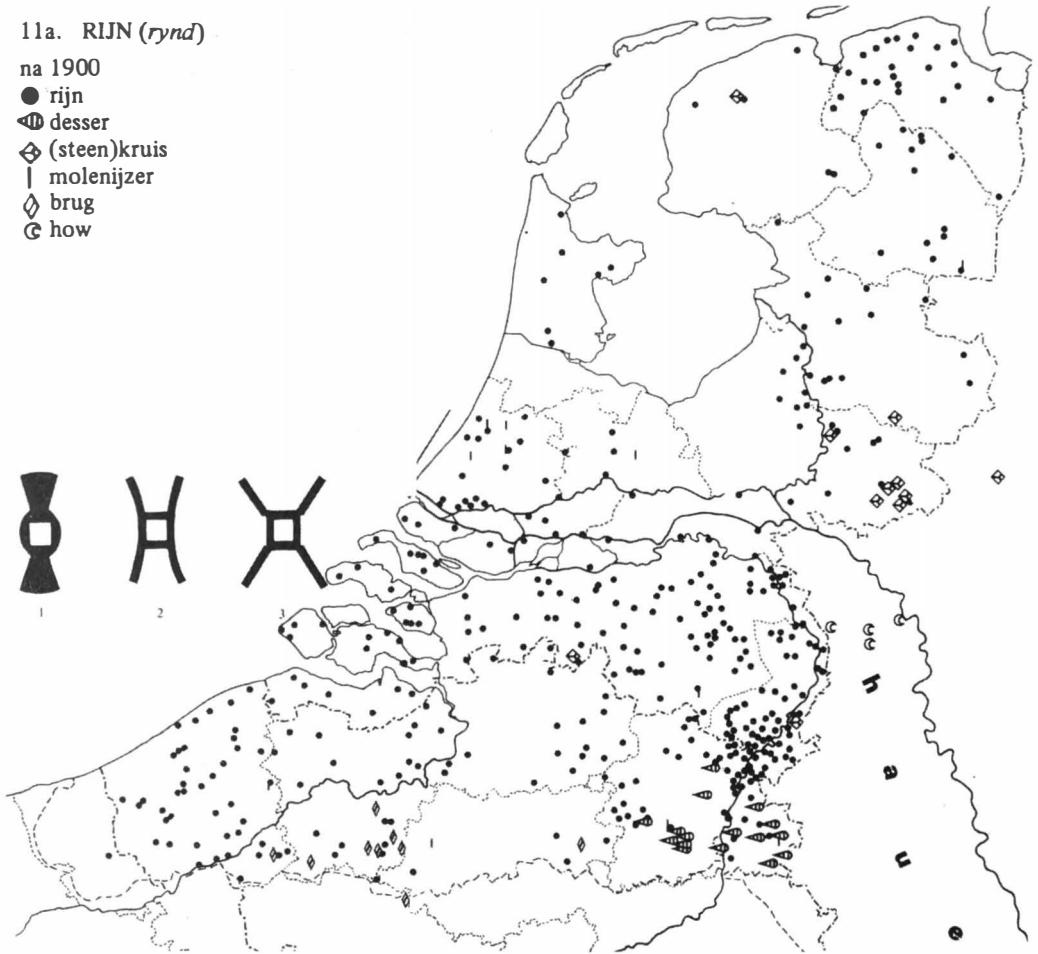 11a. RIJN (rynd)
na 1900
rijn
desser
(steen)kruis
molenijzer
brug
how
1 2 3
h
a
u
e